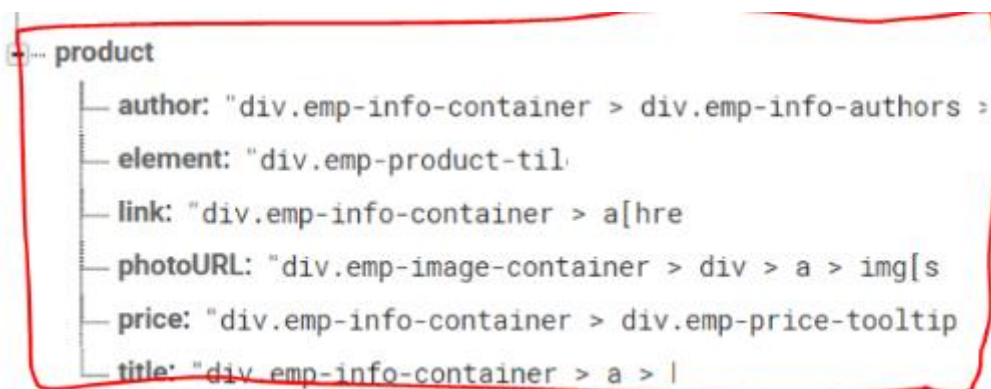 product
author: "div.emp-info-container > div.emp-info-authors >
element: "div.emp-product-til
link: "div.emp-info-container > a[hre
photoURL: "div.emp-image-container > div > a > img[s
price: "div.emp-info-container > div.emp-price-tooltip
title: "div.emp-info-container > a >